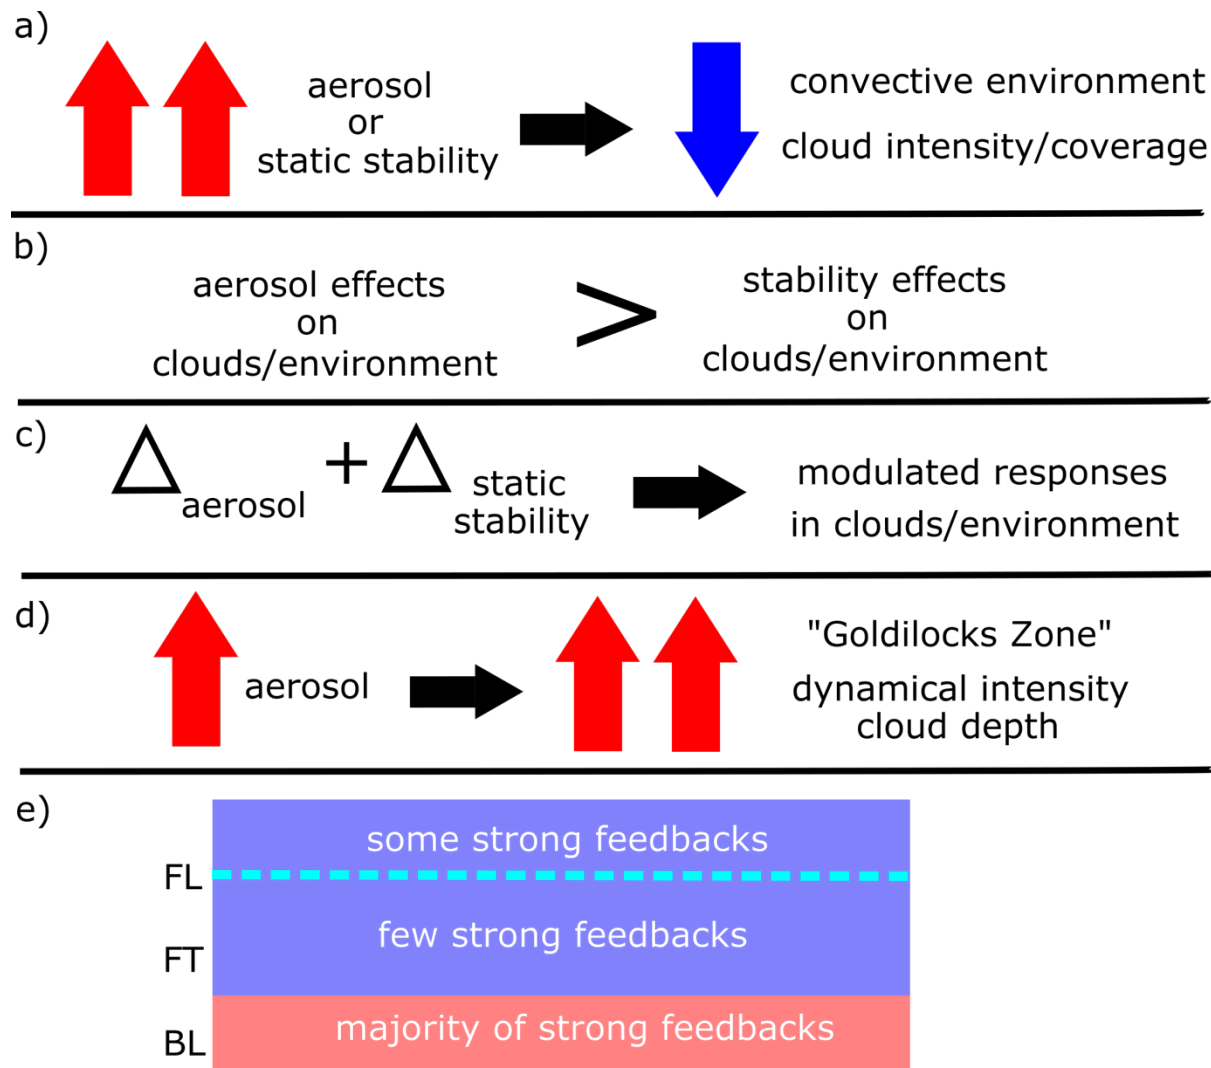 a)
aerosol
or
static stability
convective environment
cloud intensity/coverage
b)
aerosol effects
on
clouds/environment
>
stability effects
on
clouds/environment
c)
Δ aerosol + Δ static
stability
modulated responses
in clouds/environment
d)
aerosol
"Goldilocks Zone"
dynamical intensity
cloud depth
e)
some strong feedbacks
FL
few strong feedbacks
FT
majority of strong feedbacks
BL